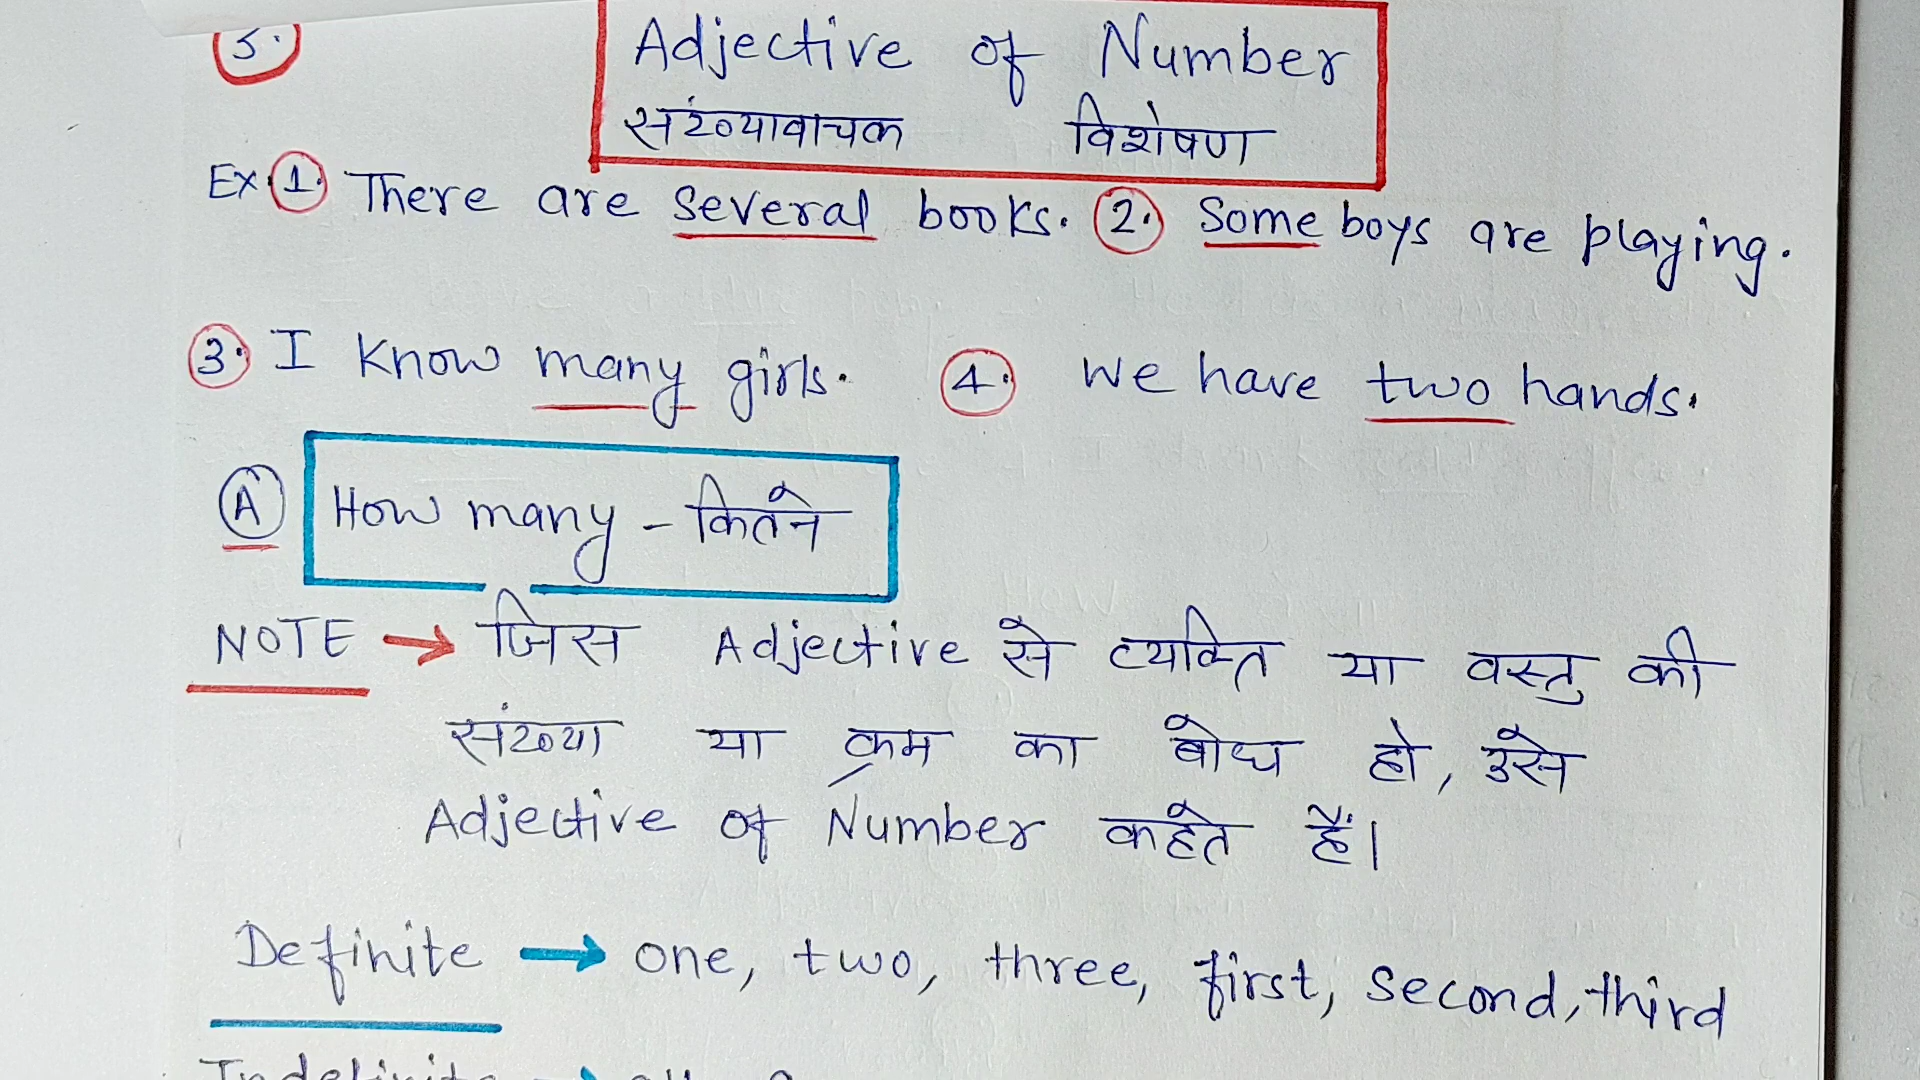 5.
Adjective of Number
संख्यावाचक विशेषण
Ex. 1. There are several books. 2. Some boys are playing.
3. I know many girls. 4. We have two hands.
A How many - कितने
NOTE → जिस Adjective से व्यक्ति या वस्तु की
संख्या या क्रम का बोध हो, उसे
Adjective of Number कहते हैं।
Definite → one, two, three, first, second, third
Indefinite →